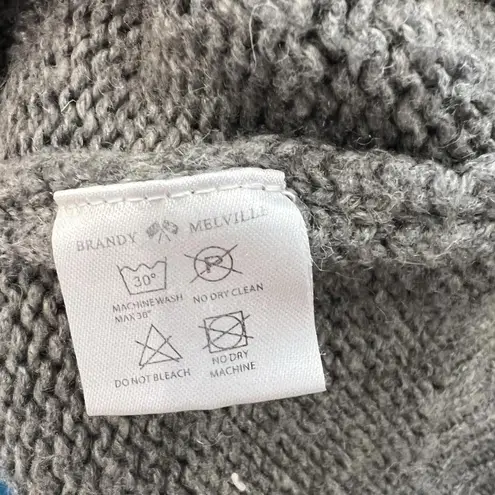 BRANDY MELVILLE
30°
P
MACHINE WASH
MAX 30°
NO DRY CLEAN
DO NOT BLEACH
NO DRY
MACHINE